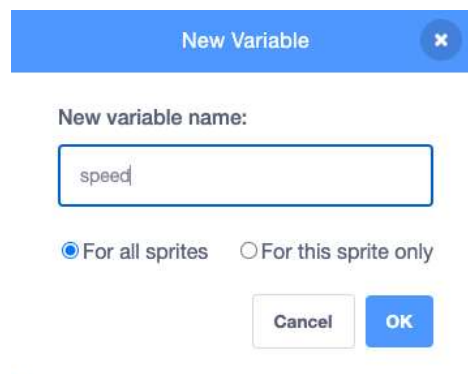 New Variable
New variable name:
speed
For all sprites For this sprite only
Cancel OK